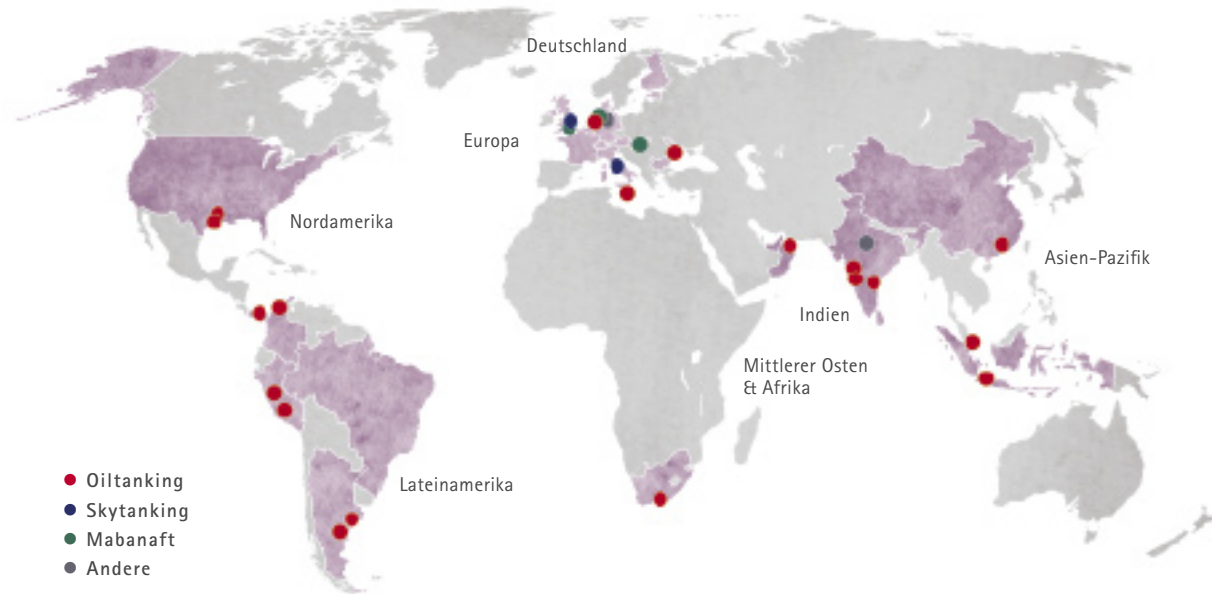 Deutschland
Europa
Nordamerika
Asien-Pazifik
Indien
Mittlerer Osten
& Afrika
Lateinamerika
Oiltanking
Skytanking
Mabanaft
Andere